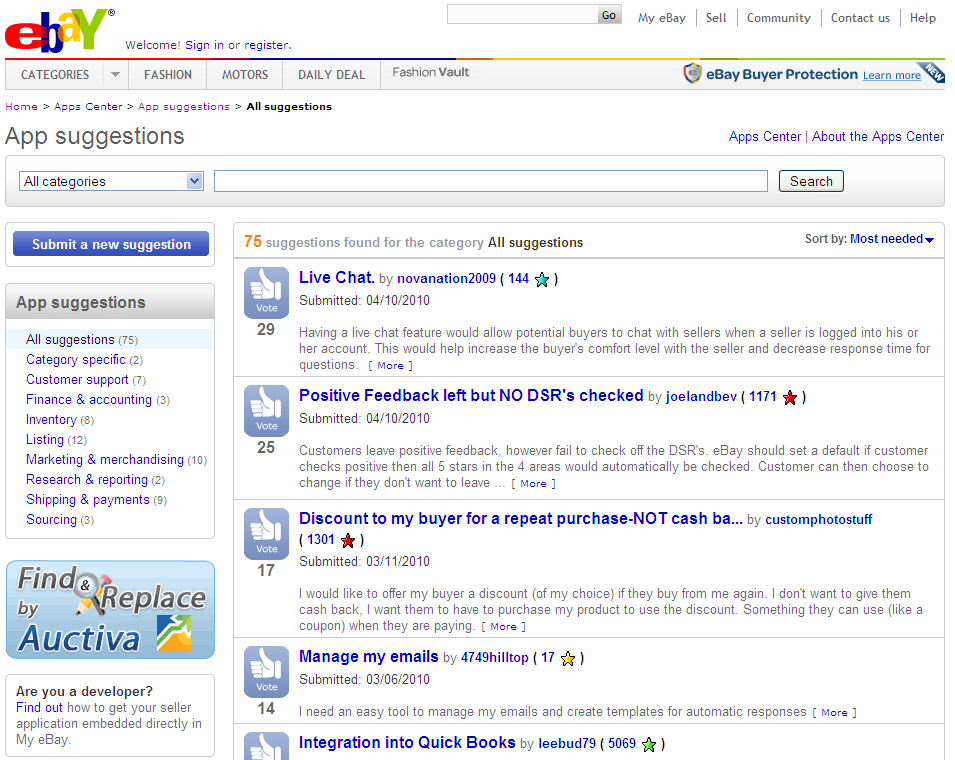 ebay®
Go
My eBay | Sell | Community | Contact us | Help
Welcome! Sign in or register.
CATEGORIES FASHION MOTORS DAILY DEAL Fashion Vault
eBay Buyer Protection Learn more NEW
Home > Apps Center > App suggestions > All suggestions
App suggestions
Apps Center | About the Apps Center
All categories Search
Submit a new suggestion
App suggestions
All suggestions (75)
Category specific (2)
Customer support (7)
Finance & accounting (3)
Inventory (8)
Listing (12)
Marketing & merchandising (10)
Research & reporting (2)
Shipping & payments (9)
Sourcing (3)
Find &
Replace
by
Auctiva
Are you a developer?
Find out how to get your seller
application embedded directly in
My eBay.
75 suggestions found for the category All suggestions
Sort by: Most needed
Vote
29
Live Chat. by novanation2009 ( 144 )
Submitted: 04/10/2010
Having a live chat feature would allow potential buyers to chat with sellers when a seller is logged into his or
her account. This would help increase the buyer's comfort level with the seller and decrease response time for
questions. [ More ]
Vote
25
Positive Feedback left but NO DSR's checked by joelandbev ( 1171 )
Submitted: 04/10/2010
Customers leave positive feedback, however fail to check off the DSR's. eBay should set a default if customer
checks positive then all 5 stars in the 4 areas would automatically be checked. Customer can then choose to
change if they don't want to leave ... [ More ]
Vote
17
Discount to my buyer for a repeat purchase-NOT cash ba... by customphotostuff
( 1301 )
Submitted: 03/11/2010
I would like to offer my buyer a discount (of my choice) if they buy from me again. I don't want to give them
cash back, I want them to have to purchase my product to use the discount. Something they can use (like a
coupon) when they are paying. [ More ]
Vote
14
Manage my emails by 4749hilltop ( 17 )
Submitted: 03/06/2010
I need an easy tool to manage my emails and create templates for automatic responses [ More ]
Integration into Quick Books by leebud79 ( 5069 )